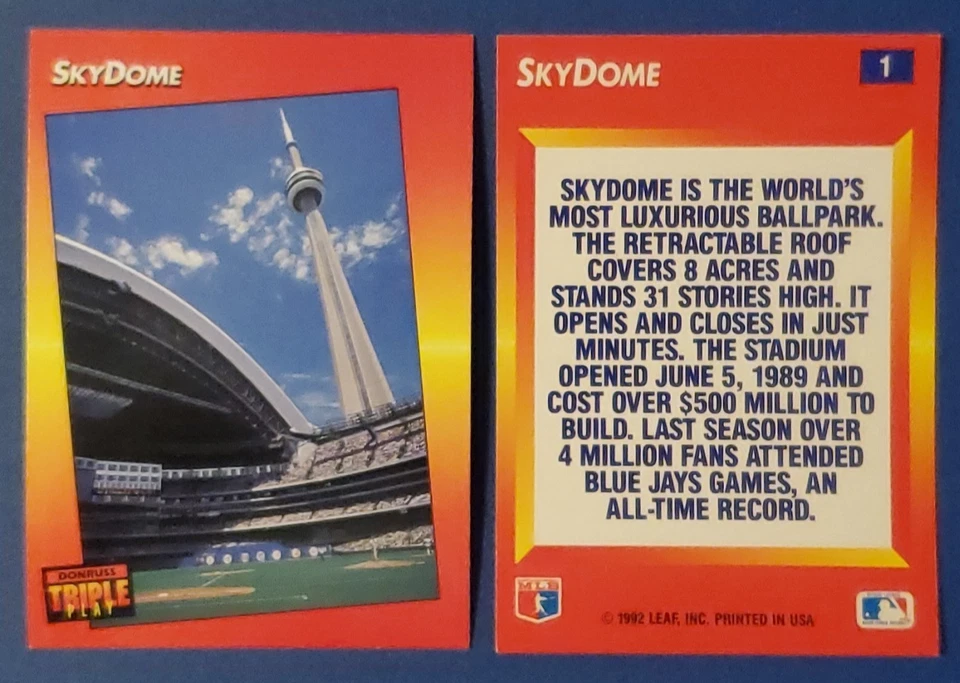 SKYDOME
DONRUSS
TRIPLE
PLAY
SKYDOME
1
SKYDOME IS THE WORLD'S
MOST LUXURIOUS BALLPARK.
THE RETRACTABLE ROOF
COVERS 8 ACRES AND
STANDS 31 STORIES HIGH. IT
OPENS AND CLOSES IN JUST
MINUTES. THE STADIUM
OPENED JUNE 5, 1989 AND
COST OVER $500 MILLION TO
BUILD. LAST SEASON OVER
4 MILLION FANS ATTENDED
BLUE JAYS GAMES, AN
ALL-TIME RECORD.
© 1992 LEAF, INC. PRINTED IN USA